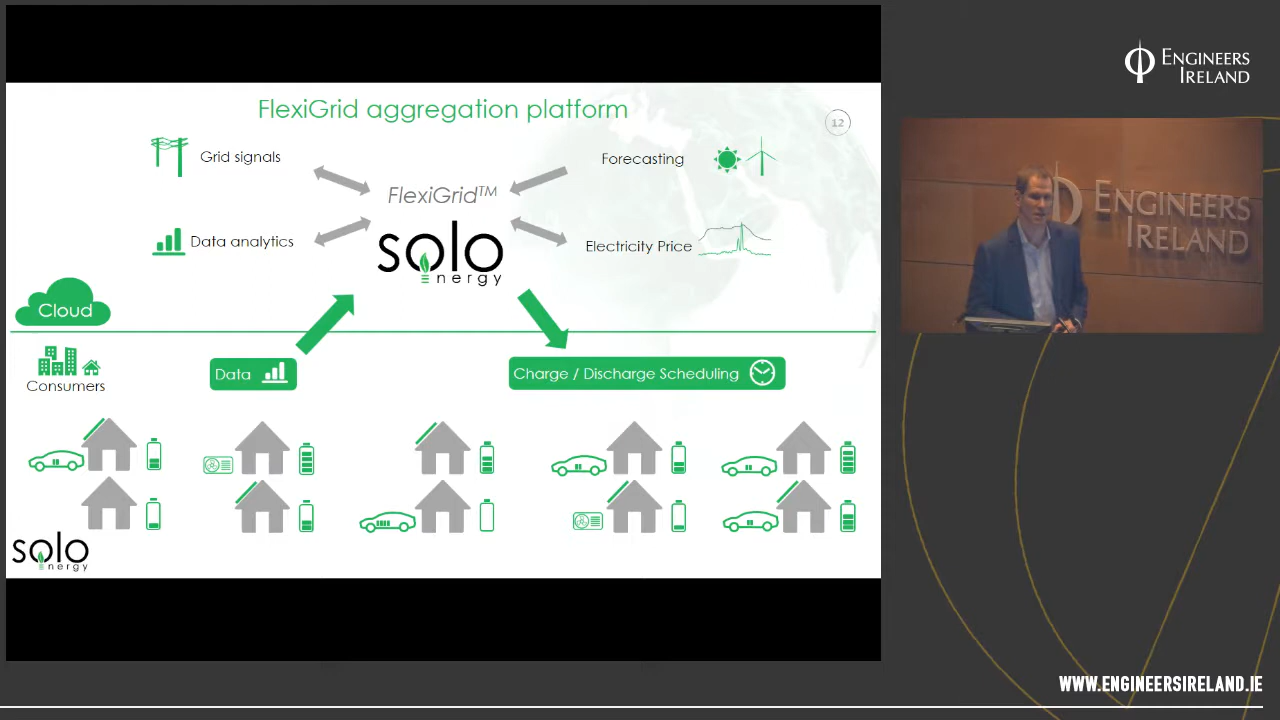 FlexiGrid aggregation platform
12
Grid signals
Forecasting
FlexiGrid™
Data analytics
Electricity Price
solo
energy
Cloud
Consumers
Data
Charge / Discharge Scheduling
solo
energy
ENGINEERS
IRELAND
ENGINEERS
IRELAND
WWW.ENGINEERSIRELAND.IE